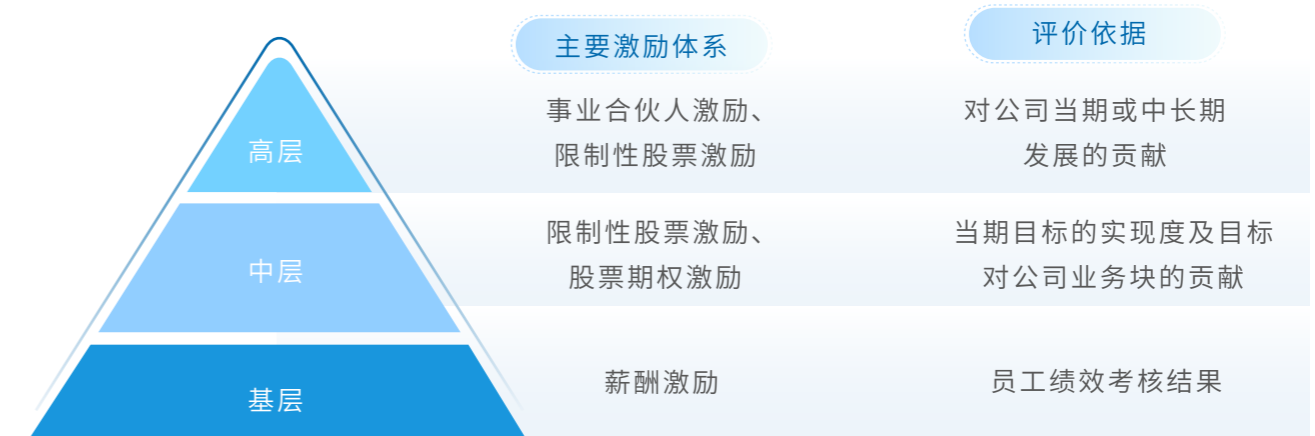 主要激励体系
评价依据
高层
事业合伙人激励、
限制性股票激励
对公司当期或中长期
发展的贡献
中层
限制性股票激励、
股票期权激励
当期目标的实现度及目标
对公司业务块的贡献
基层
薪酬激励
员工绩效考核结果